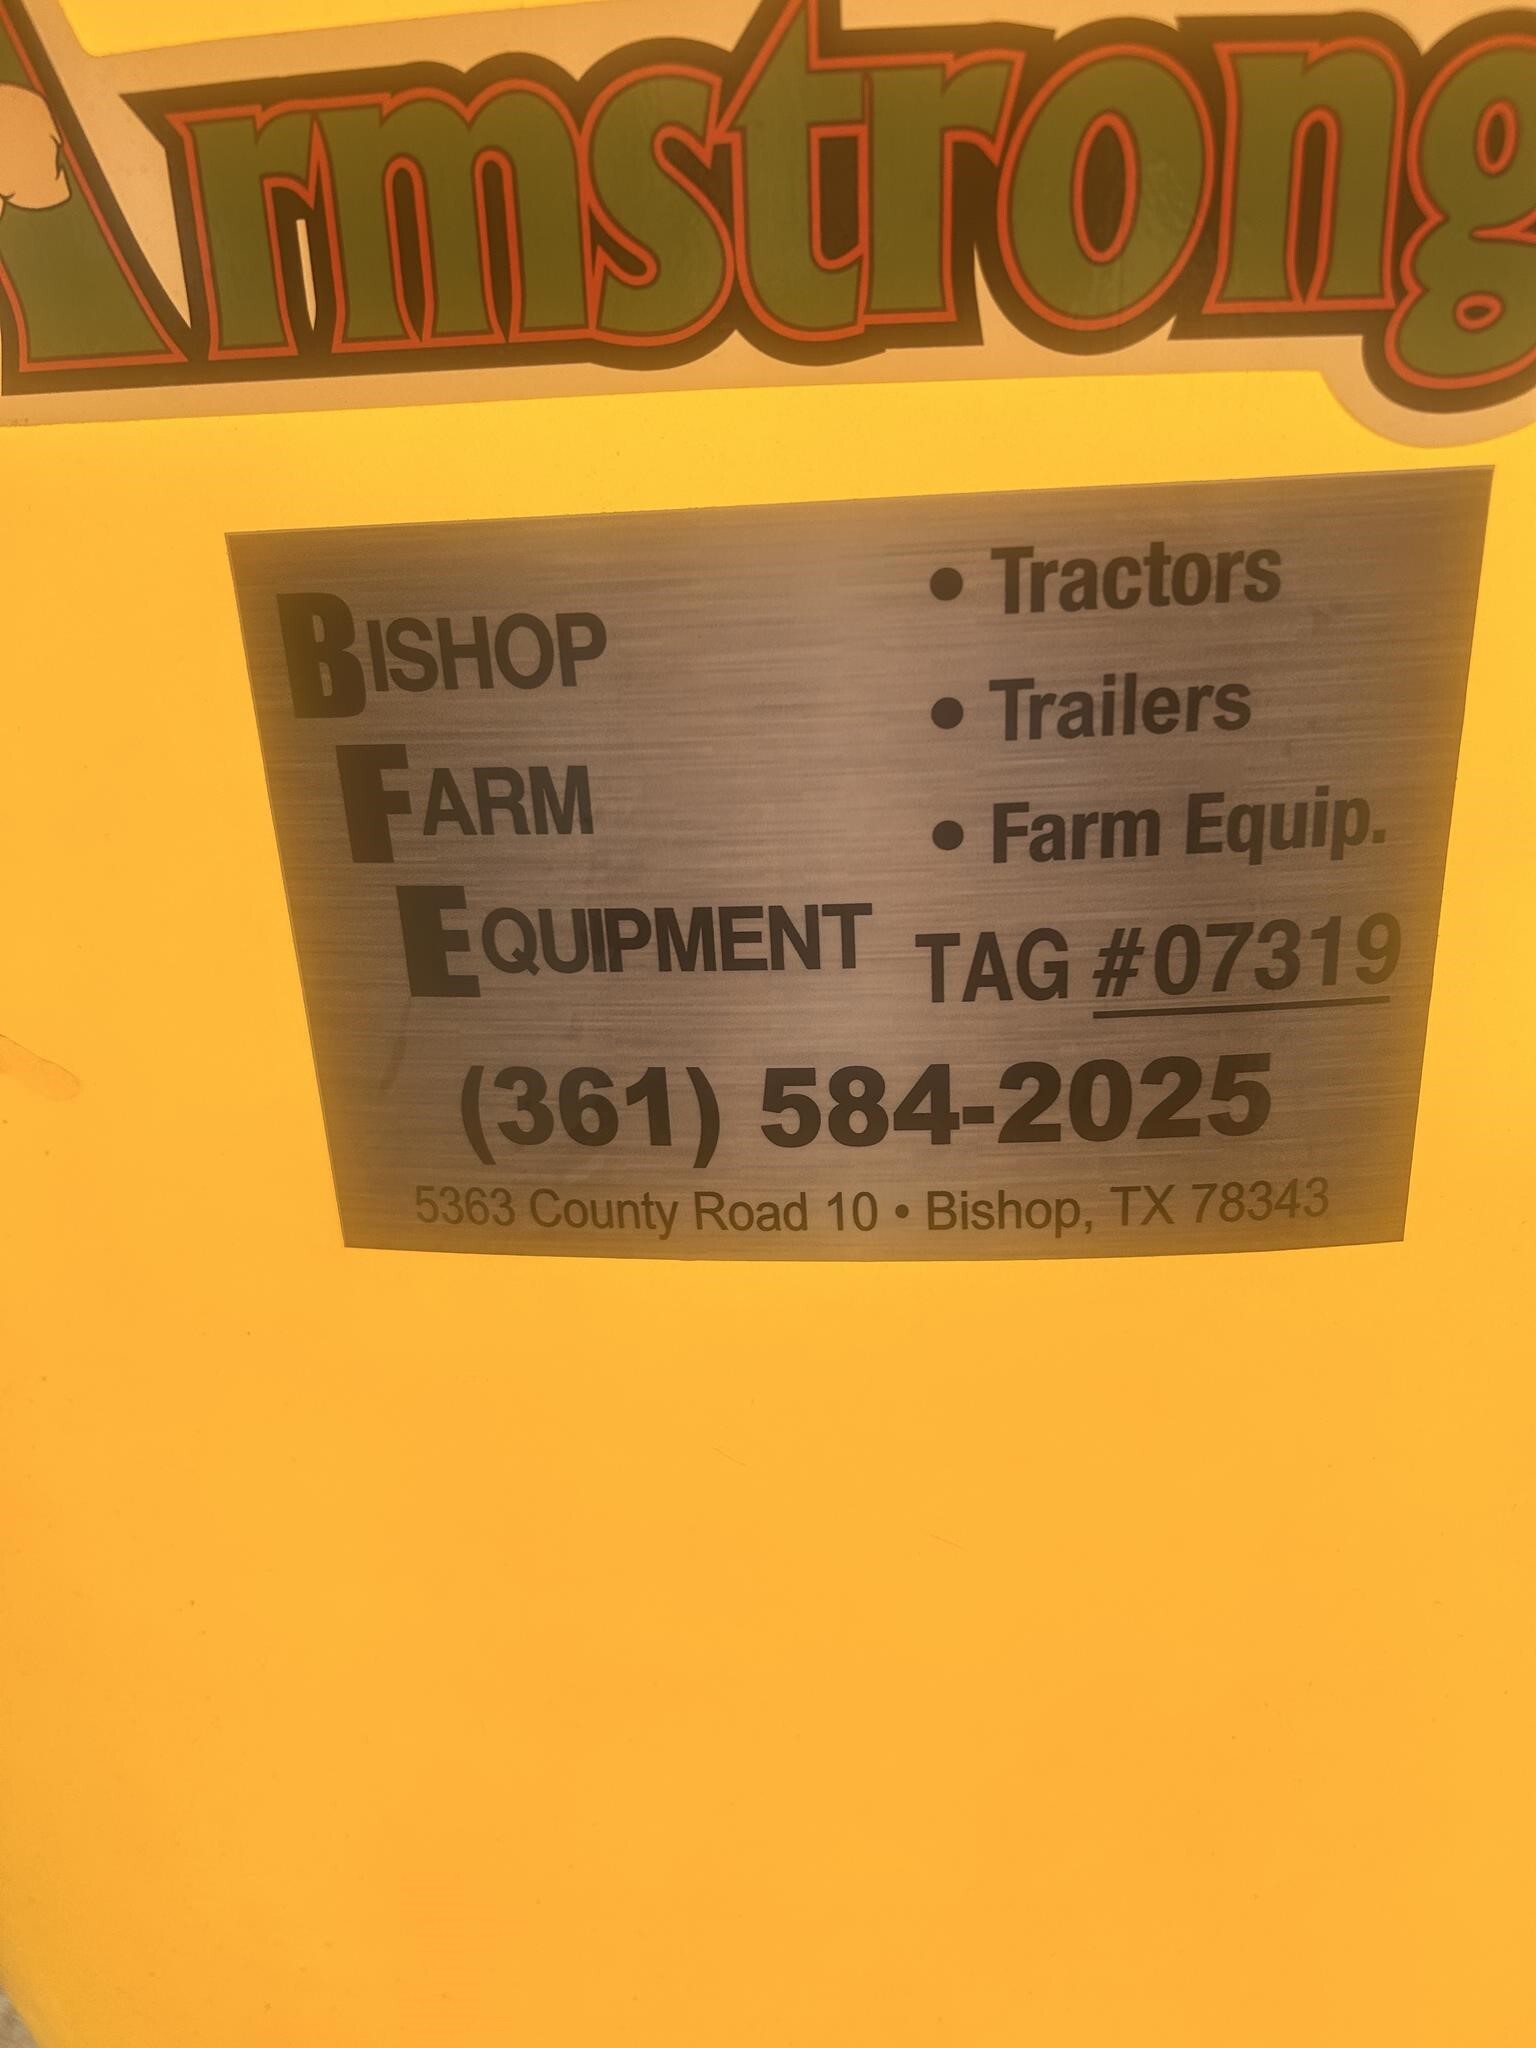 Armstrong
BISHOP
FARM
EQUIPMENT
• Tractors
• Trailers
• Farm Equip.
TAG #07319
(361) 584-2025
5363 County Road 10 • Bishop, TX 78343